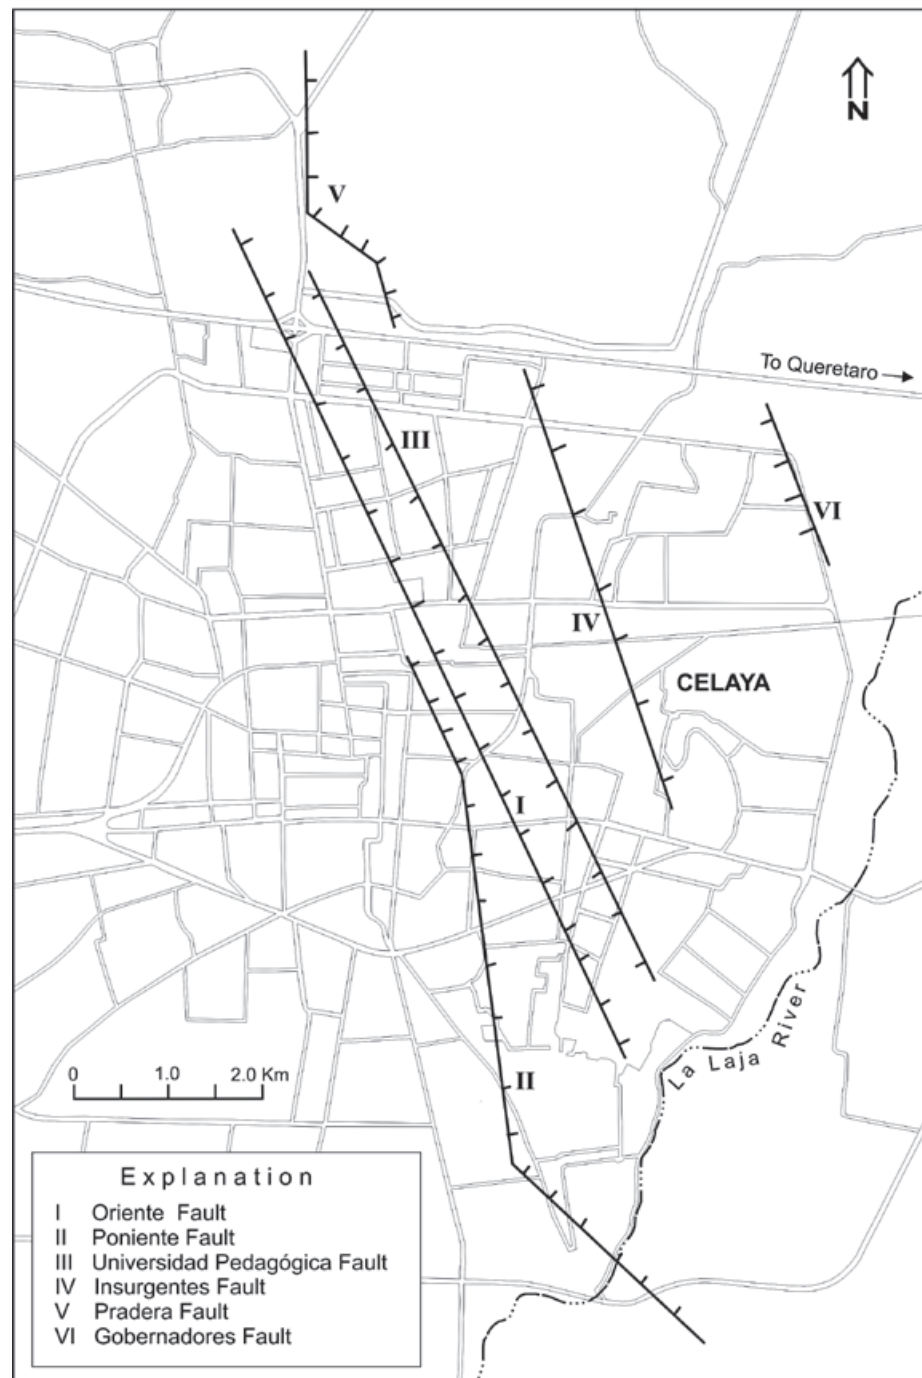 N
V
To Queretaro
III
VI
IV
CELAYA
I
La Laja River
0 1.0 2.0 Km
II
Explanation
I Oriente Fault
II Poniente Fault
III Universidad Pedagógica Fault
IV Insurgentes Fault
V Pradera Fault
VI Gobernadores Fault